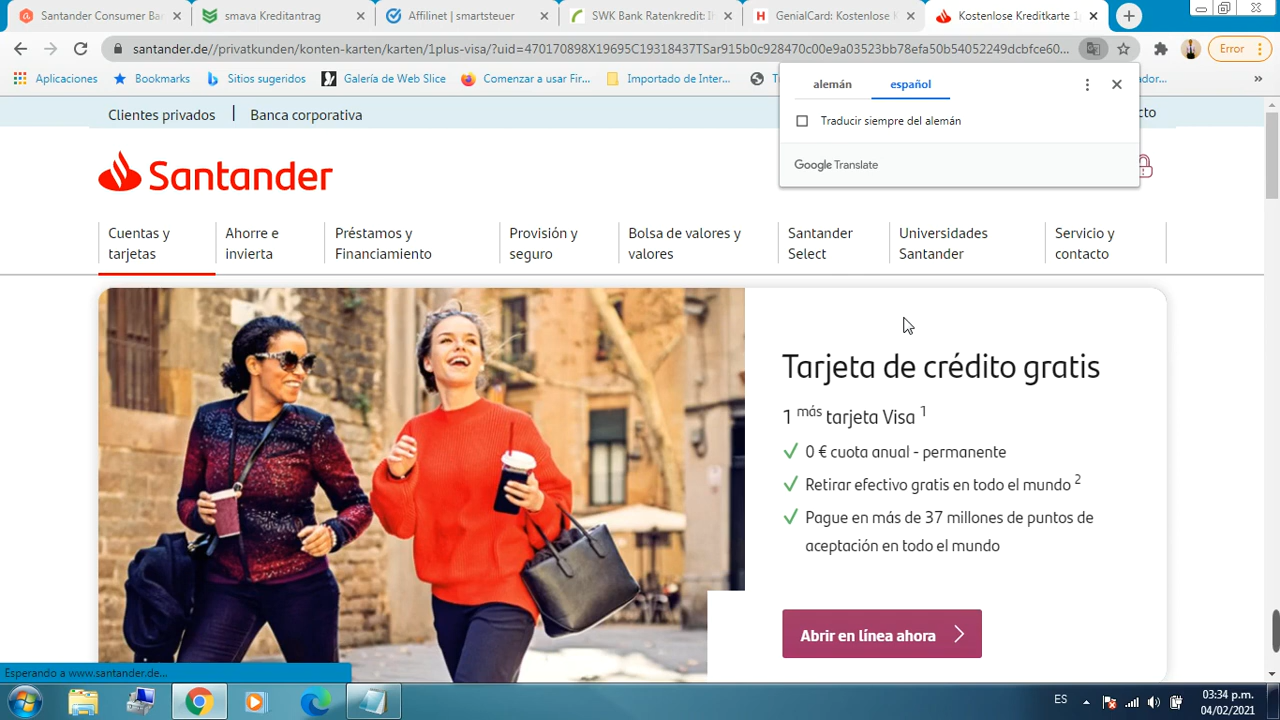 Santander Consumer Ban
smava Kreditantrag
Affilinet | smartsteuer
SWK Bank Ratenkredit: I
GenialCard: Kostenlose
Kostenlose Kreditkarte 1
santander.de//privatkunden/konten-karten/karten/1plus-visa/?uid=470170698X19695C19318437TSar915b0c928470c00e9a03523bb78efa50b54052249dcbfce60...
Error
Aplicaciones
Bookmarks
Sitios sugeridos
Galería de Web Slice
Comenzar a usar Fir...
Importado de Inter...
ador...
alemán
español
Traducir siempre del alemán
Google Translate
Clientes privados
Banca corporativa
cto
Santander
Cuentas y
tarjetas
Ahorre e
invierta
Préstamos y
Financiamiento
Provisión y
seguro
Bolsa de valores y
valores
Santander
Select
Universidades
Santander
Servicio y
contacto
Tarjeta de crédito gratis
1 más tarjeta Visa 1
0 € cuota anual - permanente
Retirar efectivo gratis en todo el mundo 2
Pague en más de 37 millones de puntos de
aceptación en todo el mundo
Abrir en línea ahora
Esperando a www.santander.de...
ES
03:34 p.m.
04/02/2021